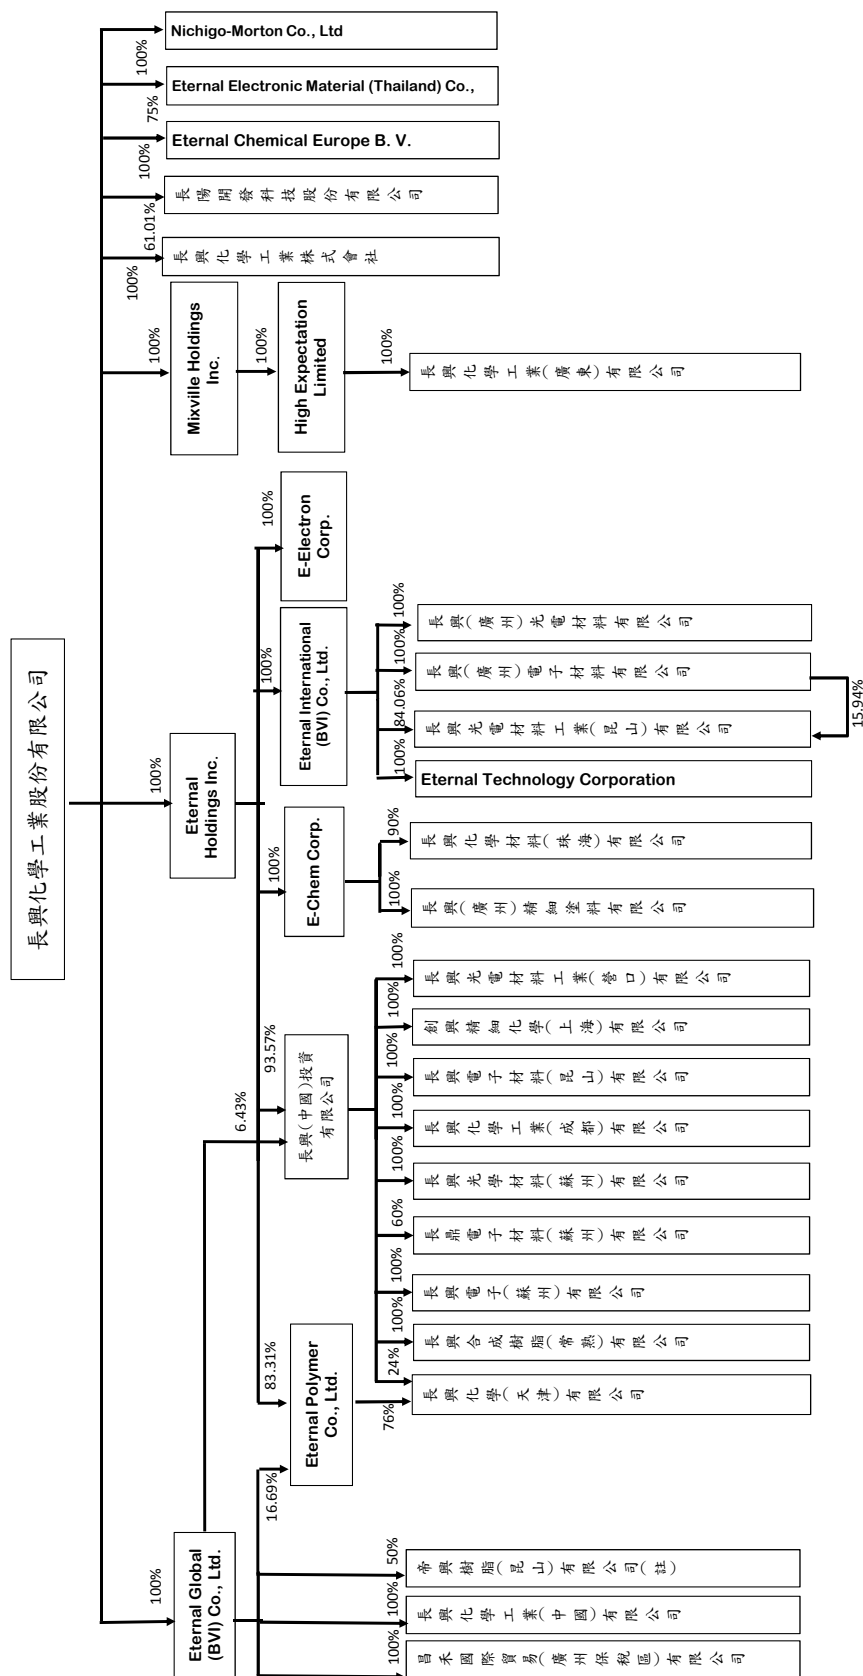 長興化學工業股份有限公司
100%
Eternal Global
(BVI) Co., Ltd.
100%
昌禾國際貿易(廣州保稅區)有限公司
100%
長興化學工業(中國)有限公司
50%
帝興樹脂(昆山)有限公司(註)
16.69%
83.31%
Eternal Polymer
Co., Ltd.
76%
24%
長興化學(天津)有限公司
100%
長興合成樹脂(常熟)有限公司
100%
長興電子(蘇州)有限公司
60%
長鼎電子材料(蘇州)有限公司
100%
長興光學材料(蘇州)有限公司
100%
長興化學工業(成都)有限公司
100%
長興電子材料(昆山)有限公司
100%
創興精細化學(上海)有限公司
100%
長興光電材料工業(營口)有限公司
6.43%
93.57%
長興(中國)投資
有限公司
100%
Eternal
Holdings Inc.
100%
E-Chem Corp.
100%
長興(廣州)精細塗料有限公司
90%
長興化學材料(珠海)有限公司
100%
Eternal International
(BVI) Co., Ltd.
100%
Eternal Technology Corporation
84.06%
長興光電材料工業(昆山)有限公司
100%
長興(廣州)電子材料有限公司
15.94%
100%
長興(廣州)光電材料有限公司
100%
E-Electron
Corp.
100%
Mixville Holdings
Inc.
100%
High Expectation
Limited
100%
長興化學工業(廣東)有限公司
100%
長興化學工業株式會社
61.01%
長陽開發科技股份有限公司
100%
Eternal Chemical Europe B. V.
75%
Eternal Electronic Material (Thailand) Co.,
100%
Nichigo-Morton Co., Ltd